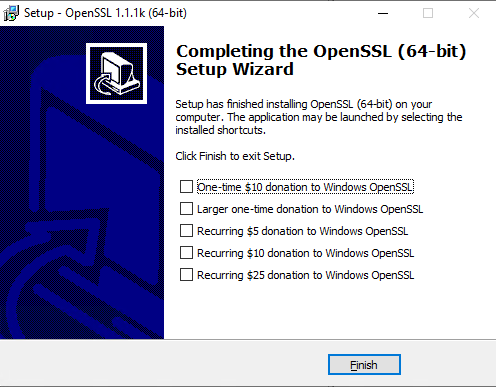 Setup - OpenSSL 1.1.1k (64-bit)
Completing the OpenSSL (64-bit)
Setup Wizard
Setup has finished installing OpenSSL (64-bit) on your
computer. The application may be launched by selecting the
installed shortcuts.
Click Finish to exit Setup.
One-time $10 donation to Windows OpenSSL
Larger one-time donation to Windows OpenSSL
Recurring $5 donation to Windows OpenSSL
Recurring $10 donation to Windows OpenSSL
Recurring $25 donation to Windows OpenSSL
Finish